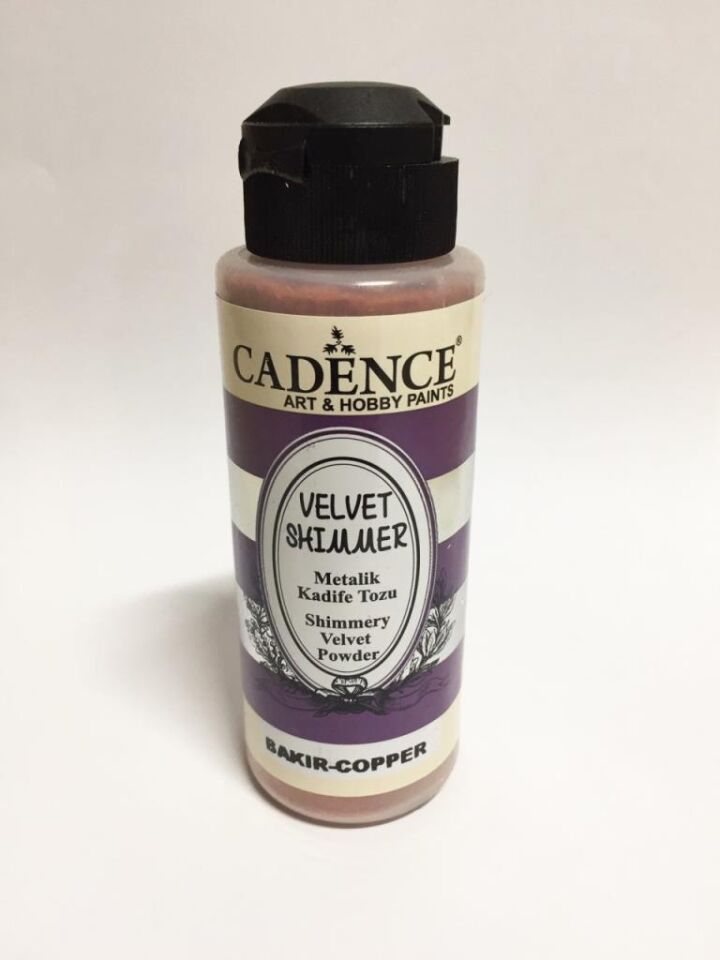 CADENCE®
ART & HOBBY PAINTS
VELVET
SHIMMER
Metalik
Kadife Tozu
Shimmery
Velvet
Powder
BAKIR-COPPER